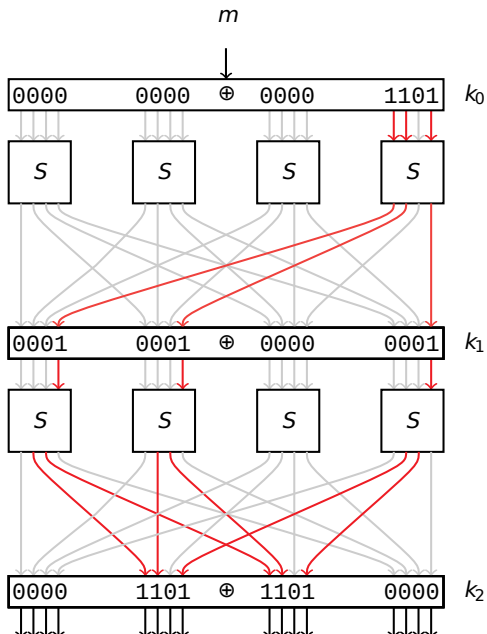 m
0000 0000 ⊕ 0000 1101 k₀
S S S S
0001 0001 ⊕ 0000 0001 k₁
S S S S
0000 1101 ⊕ 1101 0000 k₂